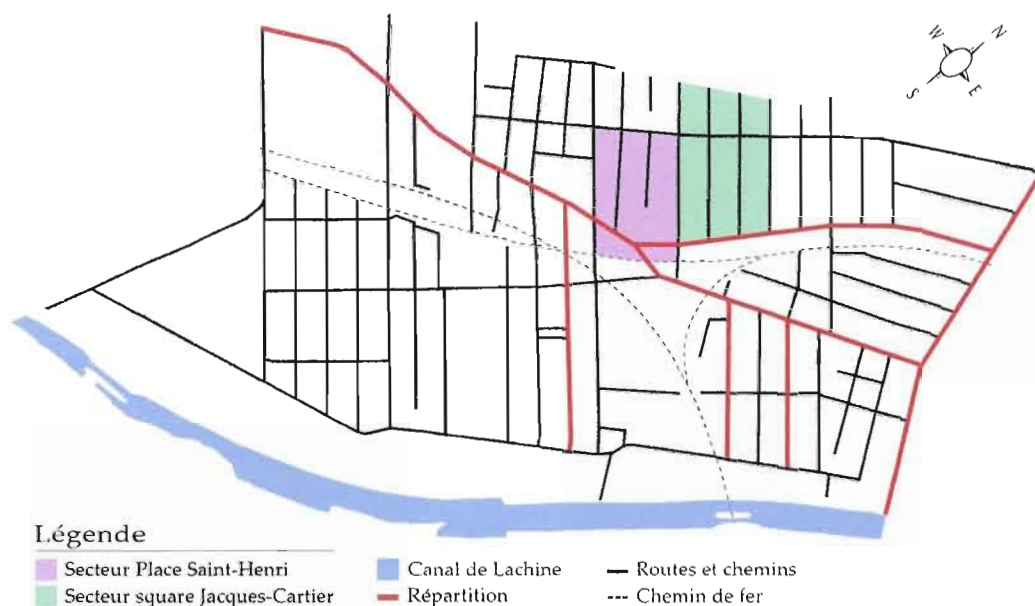 W N
S E
Légende
Secteur Place Saint-Henri
Secteur square Jacques-Cartier
Canal de Lachine
Répartition
Routes et chemins
Chemin de fer